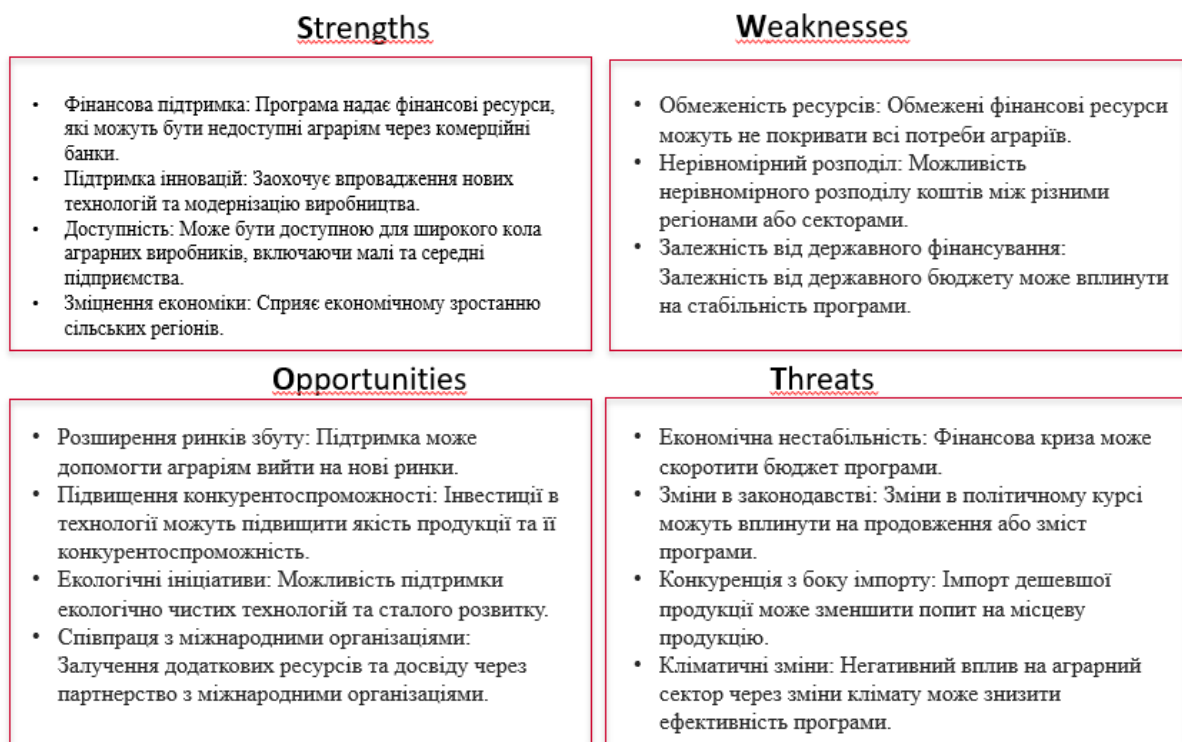 Strengths
• Фінансова підтримка: Програма надає фінансові ресурси,
які можуть бути недоступні аграріям через комерційні
банки.
• Підтримка інновацій: Заохочує впровадження нових
технологій та модернізацію виробництва.
• Доступність: Може бути доступною для широкого кола
аграрних виробників, включаючи малі та середні
підприємства.
• Зміцнення економіки: Сприяє економічному зростанню
сільських регіонів.
Weaknesses
• Обмеженість ресурсів: Обмежені фінансові ресурси
можуть не покривати всі потреби аграріїв.
• Нерівномірний розподіл: Можливість
нерівномірного розподілу коштів між різними
регіонами або секторами.
• Залежність від державного фінансування:
Залежність від державного бюджету може вплинути
на стабільність програми.
Opportunities
• Розширення ринків збуту: Підтримка може
допомогти аграріям вийти на нові ринки.
• Підвищення конкурентоспроможності: Інвестиції в
технології можуть підвищити якість продукції та її
конкурентоспроможність.
• Екологічні ініціативи: Можливість підтримки
екологічно чистих технологій та сталого розвитку.
• Співпраця з міжнародними організаціями:
Залучення додаткових ресурсів та досвіду через
партнерство з міжнародними організаціями.
Threats
• Економічна нестабільність: Фінансова криза може
скоротити бюджет програми.
• Зміни в законодавстві: Зміни в політичному курсі
можуть вплинути на продовження або зміст
програми.
• Конкуренція з боку імпорту: Імпорт дешевшої
продукції може зменшити попит на місцеву
продукцію.
• Кліматичні зміни: Негативний вплив на аграрний
сектор через зміни клімату може знизити
ефективність програми.